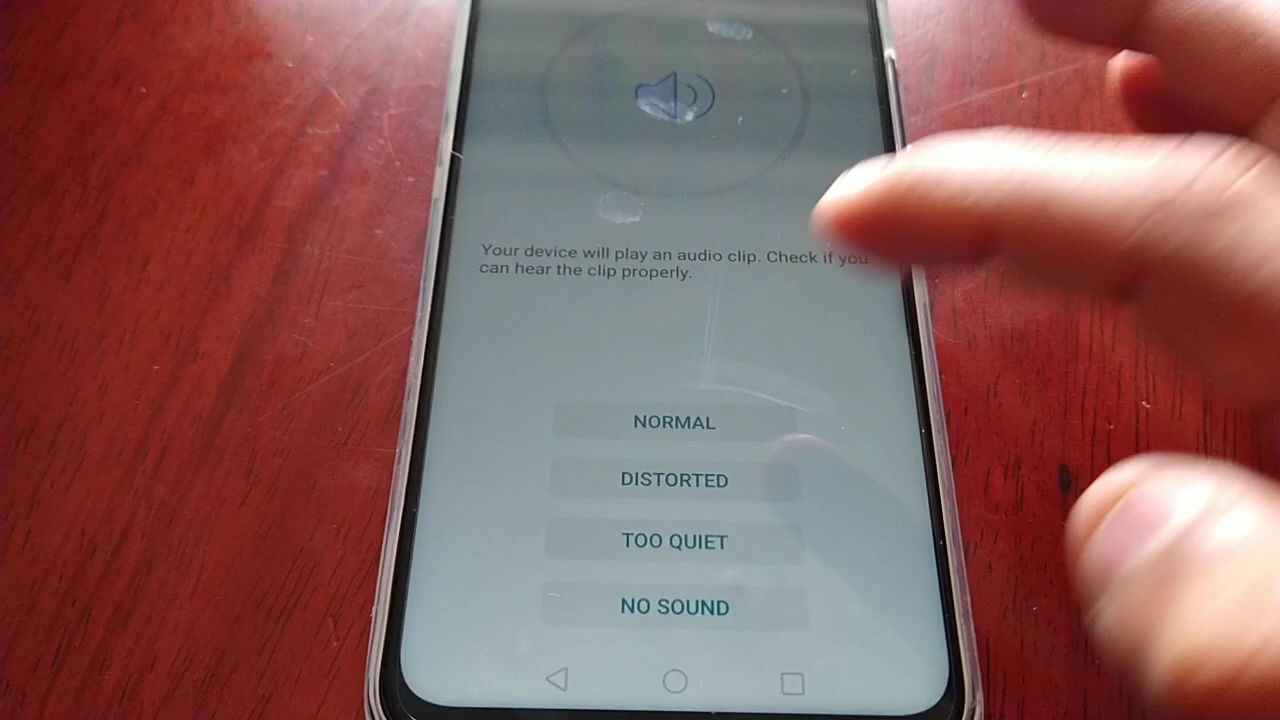 Your device will play an audio clip. Check if you
can hear the clip properly.
NORMAL
DISTORTED
TOO QUIET
NO SOUND